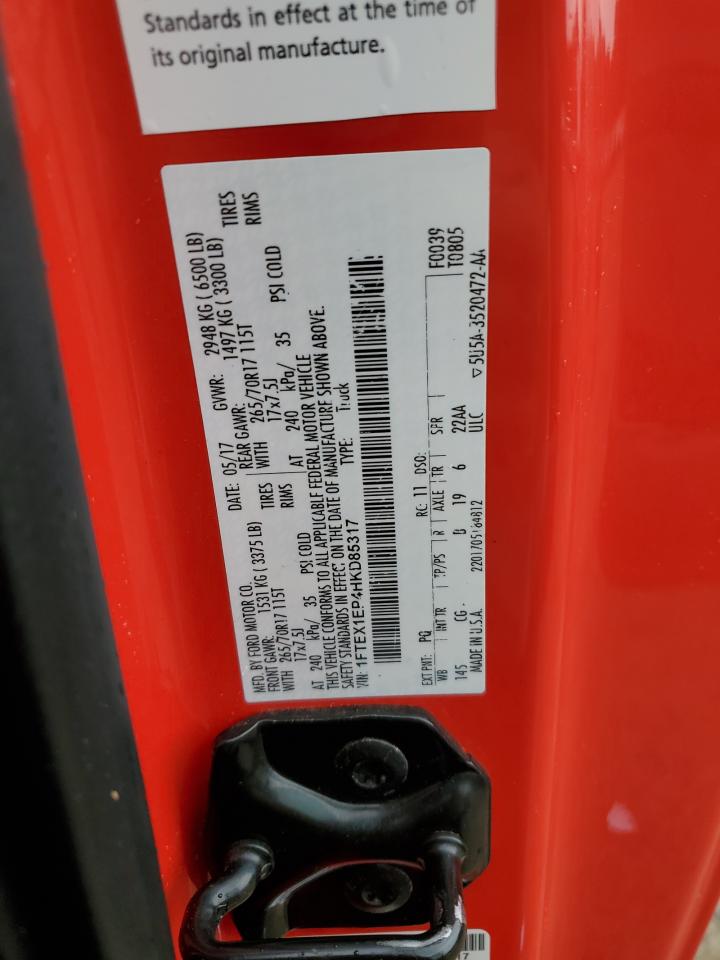 Standards in effect at the time of
its original manufacture.
MFD. BY FORD MOTOR CO.
DATE: 05/17 GVWR: 2948 KG ( 6500 LB)
FRONT GAWR: 1531 KG ( 3375 LB) REAR GAWR: 1497 KG ( 3300 LB)
WITH 265/70R17 115T TIRES WITH 265/70R17 115T TIRES
17x7.5J RIMS 17x7.5J RIMS
AT 240 kPa/ 35 PSI COLD AT 240 kPa/ 35 PSI COLD
THIS VEHICLE CONFORMS TO ALL APPLICABLE FEDERAL MOTOR VEHICLE
SAFETY STANDARDS IN EFFECT ON THE DATE OF MANUFACTURE SHOWN ABOVE.
VIN: 1FTEX1EP4HKD85317 TYPE: Truck
F0039
T0805
EXT PNT: PQ RC: 11 DSO:
WB INT TR TP/PS R AXLE TR SPR
145 CG 19 6 22AA
ULC
MADE IN U.S.A. ▽5U5A-3520472-AA